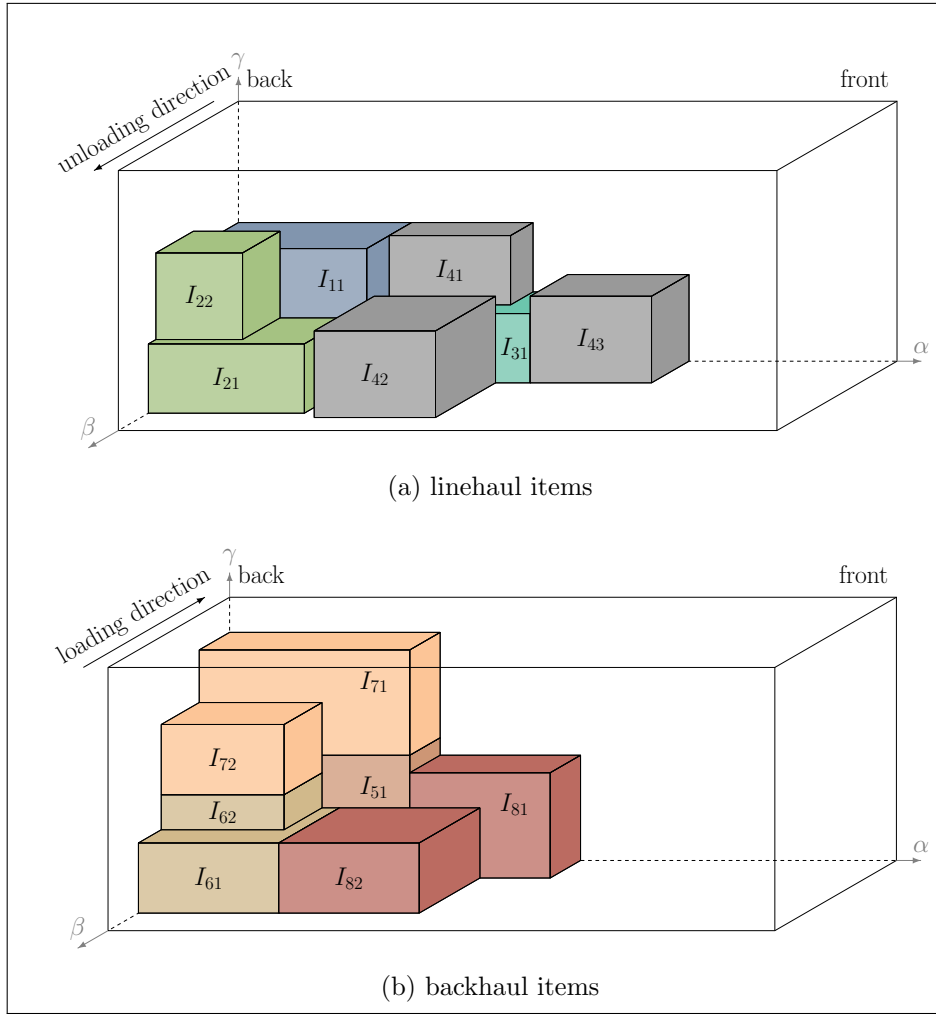 γ
back
front
unloading direction
I₁₁
I₄₁
I₂₂
I₃₁
I₄₃
I₂₁
I₄₂
α
β
(a) linehaul items
γ
back
front
loading direction
I₇₁
I₇₂
I₅₁
I₈₁
I₆₂
I₆₁
I₈₂
α
β
(b) backhaul items